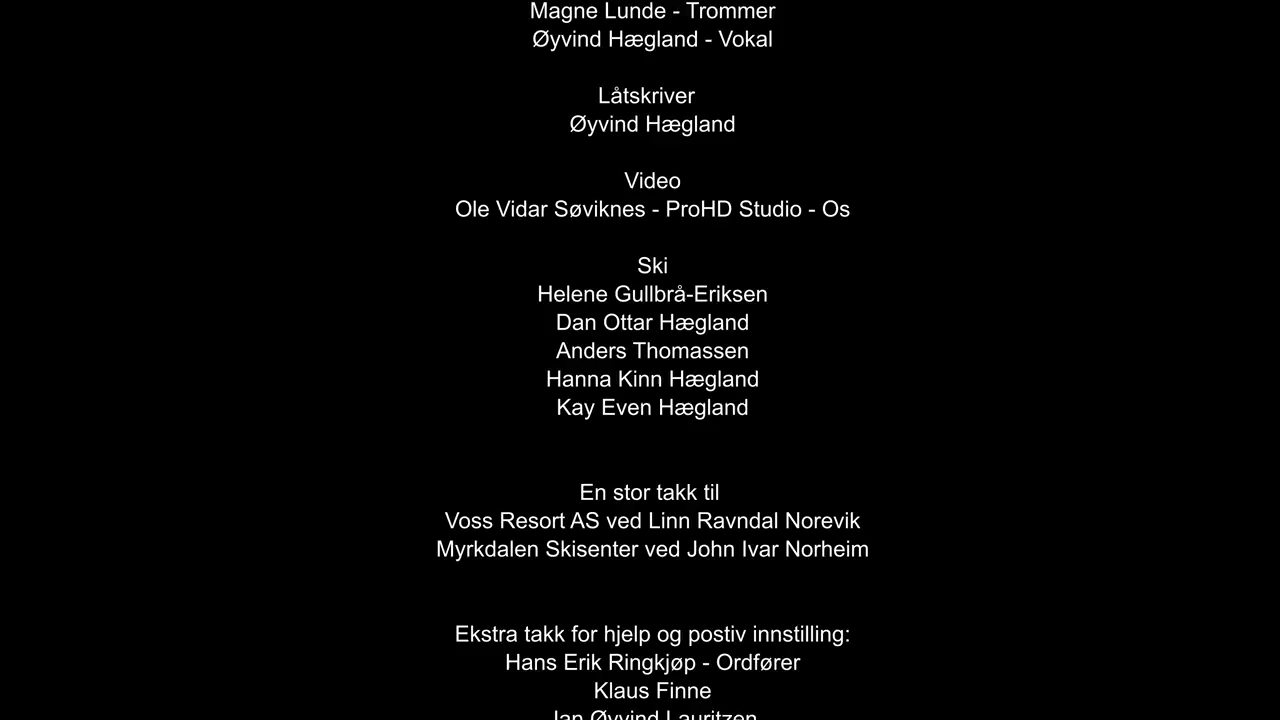 Magne Lunde - Trommer
Øyvind Hægland - Vokal
Låtskriver
Øyvind Hægland
Video
Ole Vidar Søviknes - ProHD Studio - Os
Ski
Helene Gullbrå-Eriksen
Dan Ottar Hægland
Anders Thomassen
Hanna Kinn Hægland
Kay Even Hægland
En stor takk til
Voss Resort AS ved Linn Ravndal Norevik
Myrkdalen Skisenter ved John Ivar Norheim
Ekstra takk for hjelp og postiv innstilling:
Hans Erik Ringkjøp - Ordfører
Klaus Finne
Jan Øyvind Lauritzen